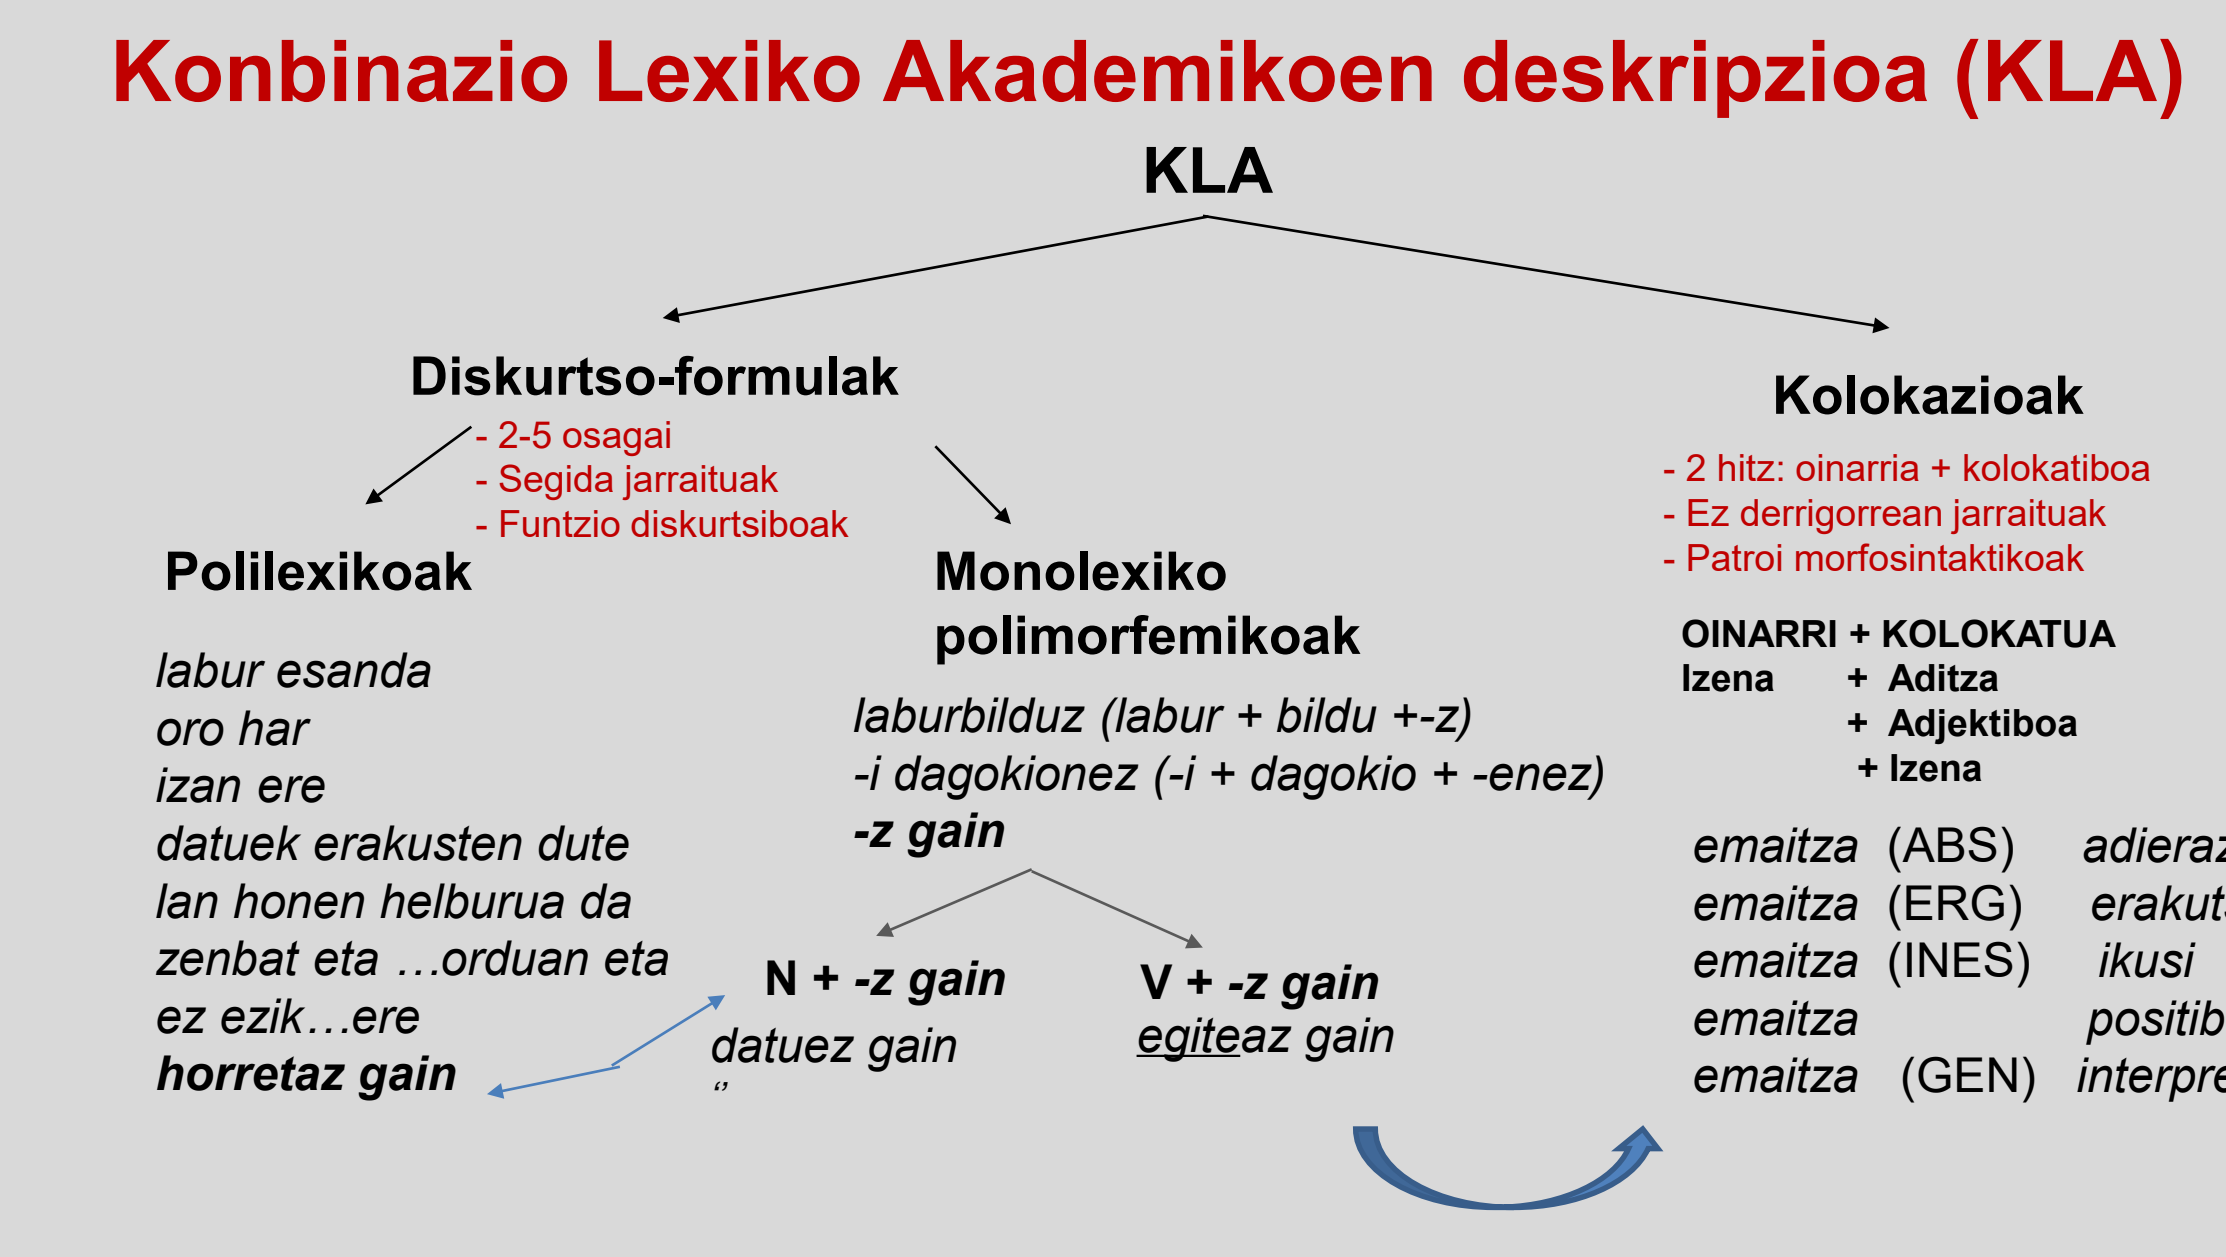 Konbinazio Lexiko Akademikoen deskripzioa (KLA)
KLA
Diskurtso-formulak
- 2-5 osagai
- Segida jarraituak
- Funtzio diskurtsiboak
Polilexikoak
labur esanda
oro har
izan ere
datuek erakusten dute
lan honen helburua da
zenbat eta …orduan eta
ez ezik…ere
horretaz gain
Monolexiko
polimorfemikoak
laburbilduz (labur + bildu +-z)
-i dagokionez (-i + dagokio + -enez)
-z gain
N + -z gain
datuez gain
‘’
V + -z gain
egiteaz gain
Kolokazioak
- 2 hitz: oinarria + kolokatiboa
- Ez derrigorrean jarraituak
- Patroi morfosintaktikoak
OINARRI + KOLOKATUA
Izena + Aditza
+ Adjektiboa
+ Izena
emaitza (ABS)
emaitza (ERG)
emaitza (INES) ikusi
emaitza
emaitza (GEN)